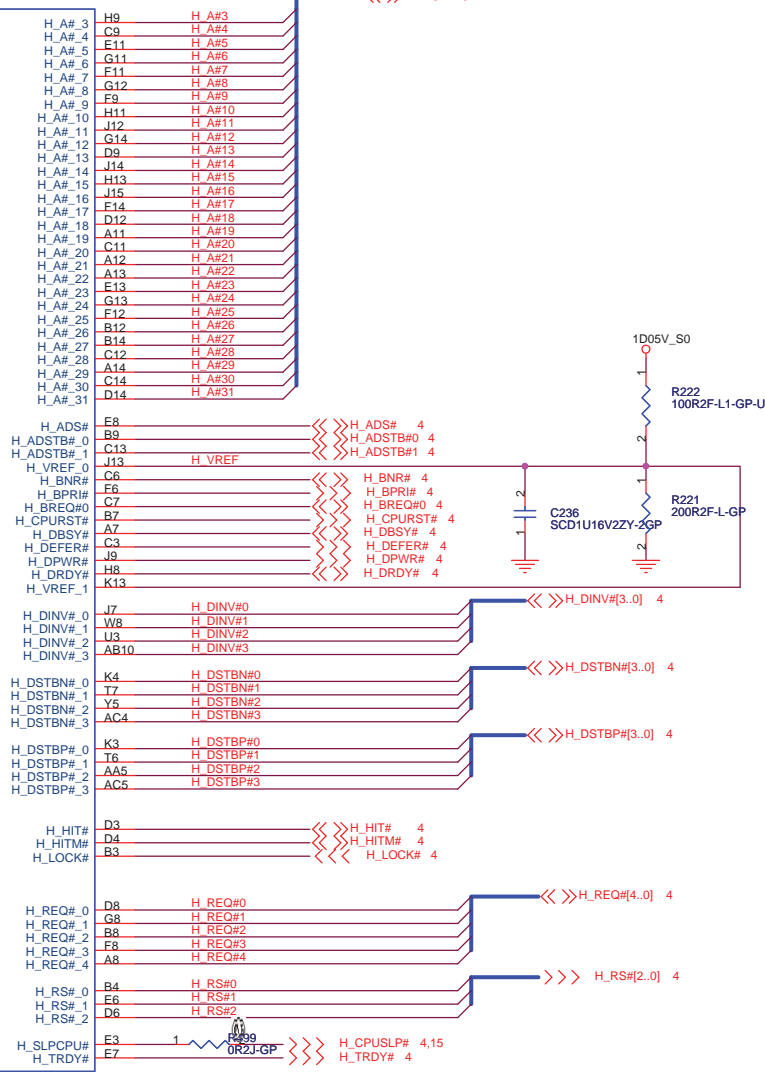 H_A#_3 H9 H_A#3
H_A#_4 C9 H_A#4
H_A#_5 E11 H_A#5
H_A#_6 G11 H_A#6
H_A#_7 F11 H_A#7
H_A#_8 G12 H_A#8
H_A#_9 F9 H_A#9
H_A#_10 H11 H_A#10
H_A#_11 J12 H_A#11
H_A#_12 G14 H_A#12
H_A#_13 D9 H_A#13
H_A#_14 J14 H_A#14
H_A#_15 H13 H_A#15
H_A#_16 J15 H_A#16
H_A#_17 F14 H_A#17
H_A#_18 D12 H_A#18
H_A#_19 A11 H_A#19
H_A#_20 C11 H_A#20
H_A#_21 A12 H_A#21
H_A#_22 A13 H_A#22
H_A#_23 E13 H_A#23
H_A#_24 G13 H_A#24
H_A#_25 F12 H_A#25
H_A#_26 B12 H_A#26
H_A#_27 B14 H_A#27
H_A#_28 C12 H_A#28
H_A#_29 A14 H_A#29
H_A#_30 C14 H_A#30
H_A#_31 D14 H_A#31
1D05V_S0
1
R222
100R2F-L1-GP-U
2
H_ADS# E8 H_ADS# 4
H_ADSTB#_0 B9 H_ADSTB#0 4
H_ADSTB#_1 C13 H_ADSTB#1 4
H_VREF_0 J13 H_VREF
H_BNR# C6 H_BNR# 4
H_BPRI# F6 H_BPRI# 4
H_BREQ#0 C7 H_BREQ#0 4
H_CPURST# B7 H_CPURST# 4
H_DBSY# A7 H_DBSY# 4
H_DEFER# C3 H_DEFER# 4
H_DPWR# J9 H_DPWR# 4
H_DRDY# H8 H_DRDY# 4
H_VREF_1 K13
2
C236
SCD1U16V2ZY-2GP
1
1
R221
200R2F-L-GP
2
H_DINV#_0 J7 H_DINV#0
H_DINV#_1 W8 H_DINV#1
H_DINV#_2 U3 H_DINV#2
H_DINV#_3 AB10 H_DINV#3
H_DINV#[3..0] 4
H_DSTBN#_0 K4 H_DSTBN#0
H_DSTBN#_1 T7 H_DSTBN#1
H_DSTBN#_2 Y5 H_DSTBN#2
H_DSTBN#_3 AC4 H_DSTBN#3
H_DSTBN#[3..0] 4
H_DSTBP#_0 K3 H_DSTBP#0
H_DSTBP#_1 T6 H_DSTBP#1
H_DSTBP#_2 AA5 H_DSTBP#2
H_DSTBP#_3 AC5 H_DSTBP#3
H_DSTBP#[3..0] 4
H_HIT# D3 H_HIT# 4
H_HITM# D4 H_HITM# 4
H_LOCK# B3 H_LOCK# 4
H_REQ#_0 D8 H_REQ#0
H_REQ#_1 G8 H_REQ#1
H_REQ#_2 B8 H_REQ#2
H_REQ#_3 F8 H_REQ#3
H_REQ#_4 A8 H_REQ#4
H_REQ#[4..0] 4
H_RS#_0 B4 H_RS#0
H_RS#_1 E6 H_RS#1
H_RS#_2 D6 H_RS#2
H_RS#[2..0] 4
H_SLPCPU# E3 1 0R2J-GP H_CPUSLP# 4,15
H_TRDY# E7 H_TRDY# 4